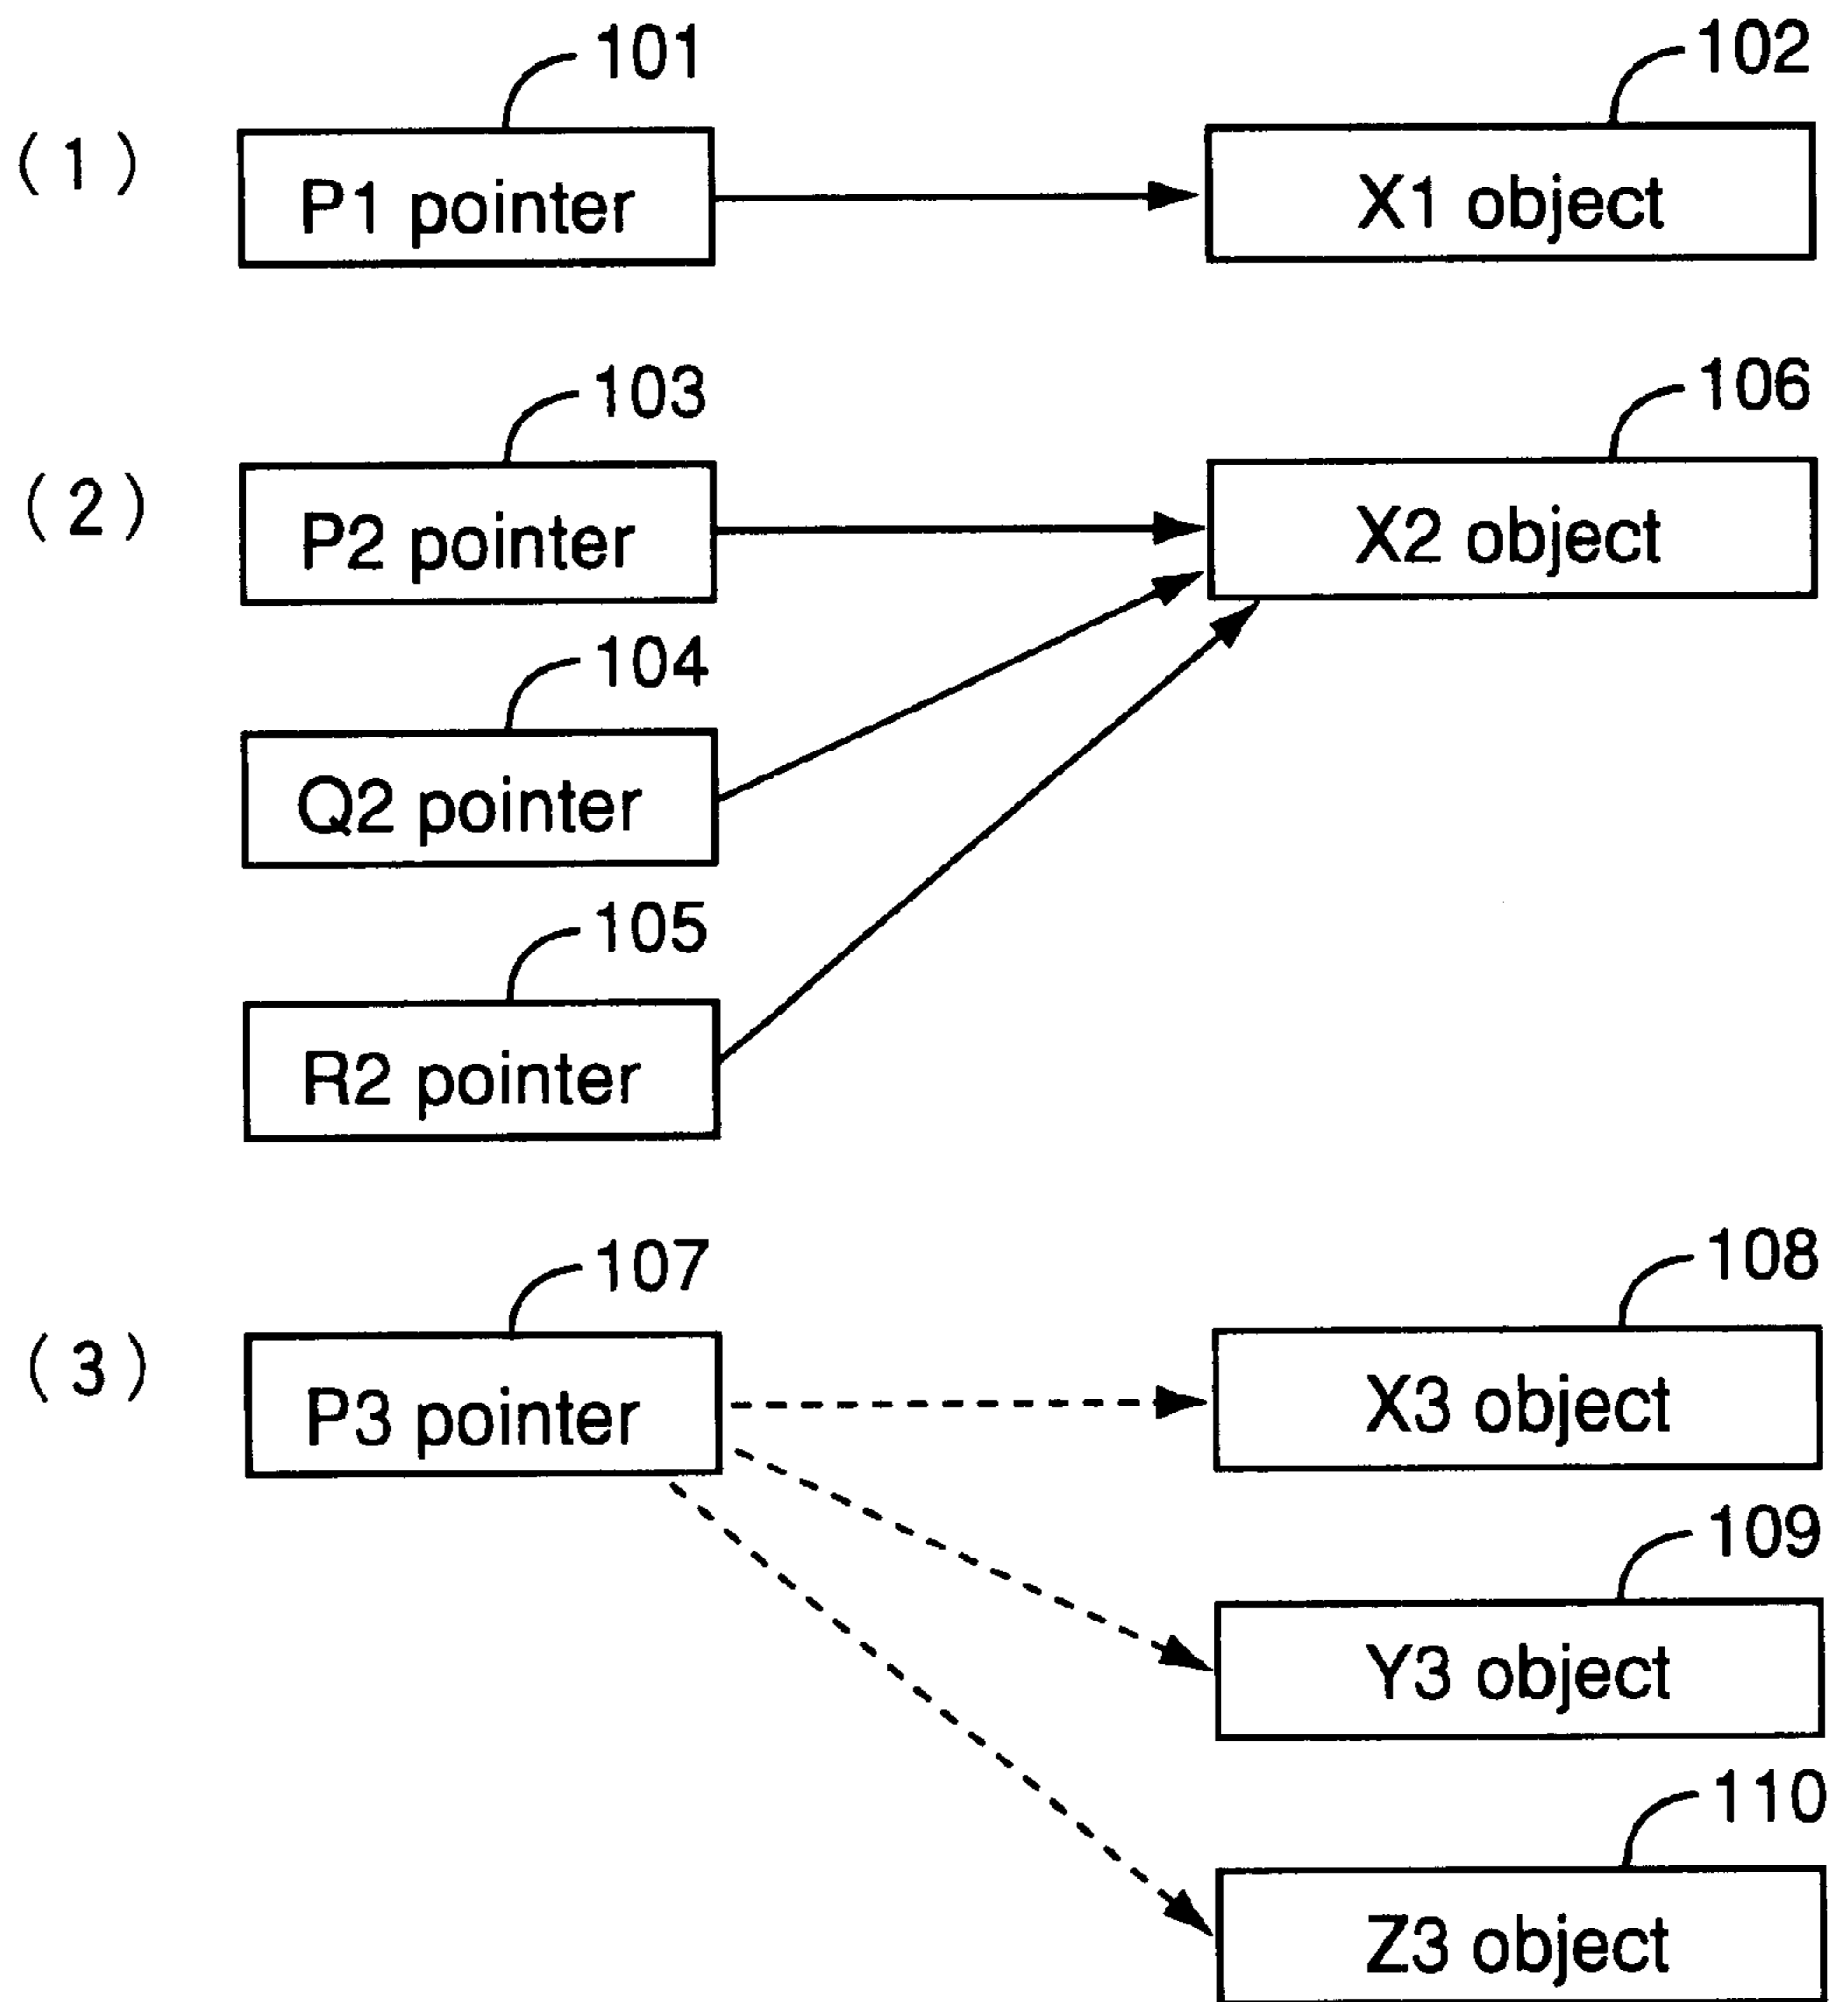 101
102
(1)
P1 pointer
X1 object
103
106
(2)
P2 pointer
X2 object
104
Q2 pointer
105
R2 pointer
107
108
(3)
P3 pointer
X3 object
109
Y3 object
110
Z3 object